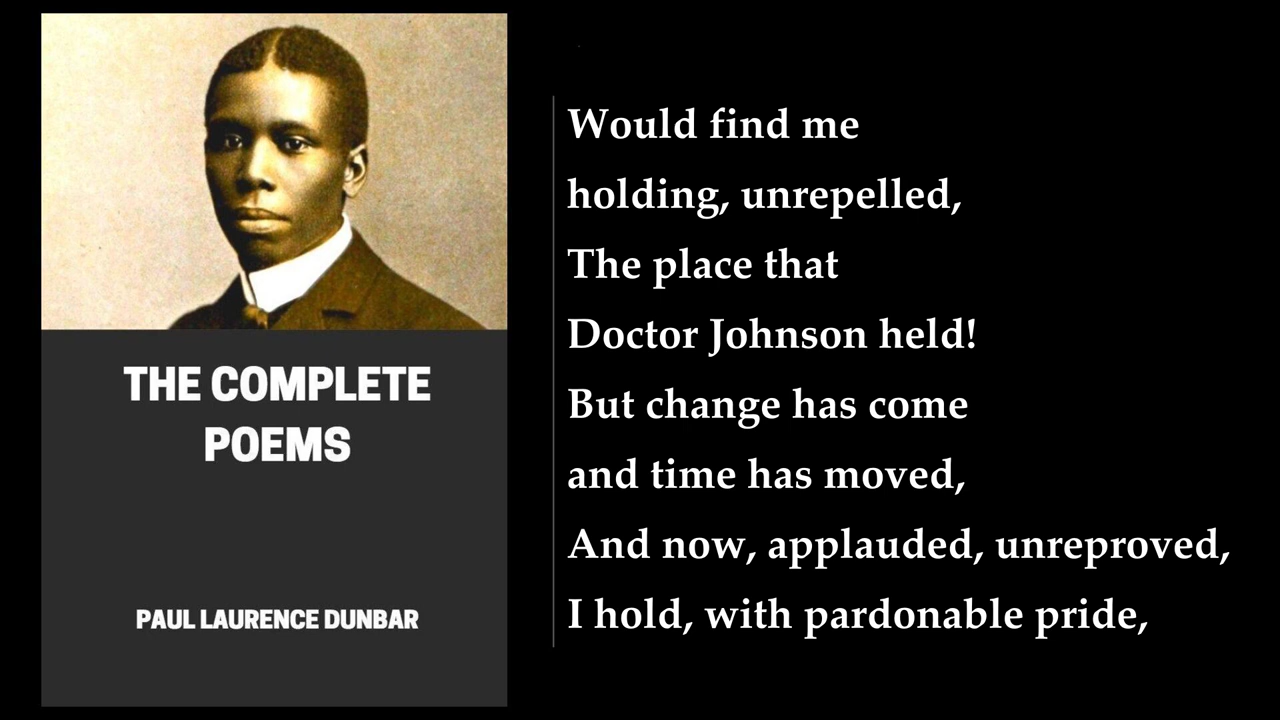 THE COMPLETE
POEMS
PAUL LAURENCE DUNBAR
Would find me
holding, unrepelled,
The place that
Doctor Johnson held!
But change has come
and time has moved,
And now, applauded, unreproved,
I hold, with pardonable pride,